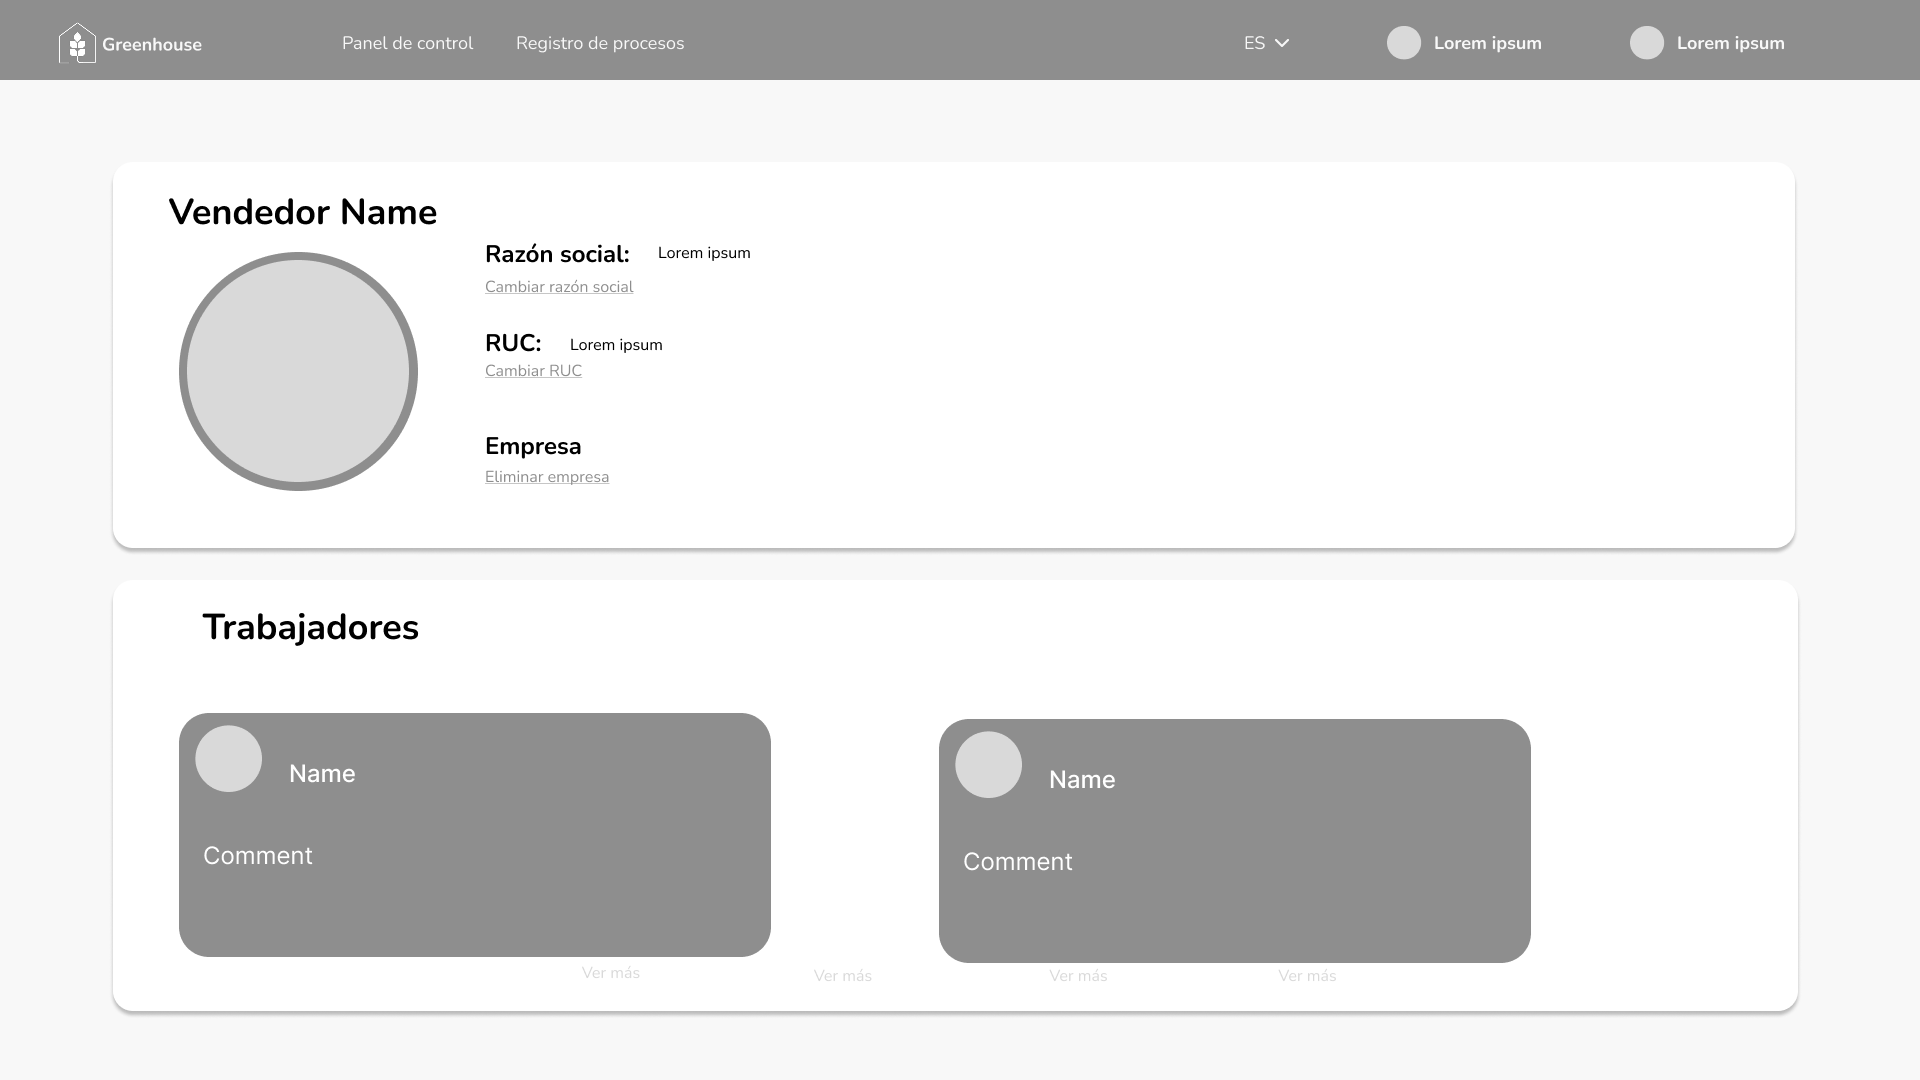 Greenhouse
Panel de control
Registro de procesos
ES
Lorem ipsum
Lorem ipsum
Vendedor Name
Razón social: Lorem ipsum
Cambiar razón social
RUC: Lorem ipsum
Cambiar RUC
Empresa
Eliminar empresa
Trabajadores
Name
Comment
Name
Comment
Ver más
Ver más
Ver más
Ver más